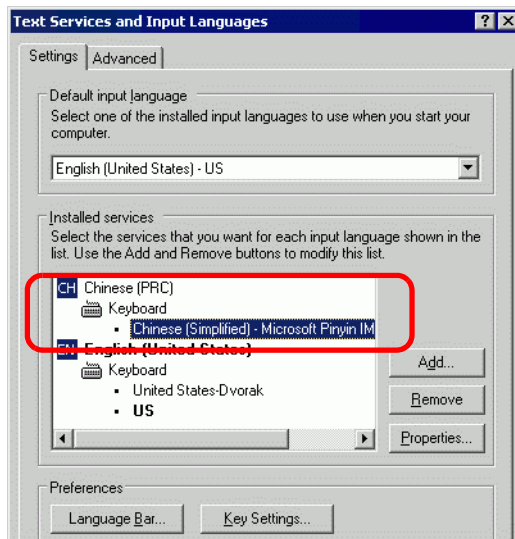 Text Services and Input Languages
Settings
Advanced
Default input language
Select one of the installed input languages to use when you start your
computer.
English (United States) - US
Installed services
Select the services that you want for each input language shown in the
list. Use the Add and Remove buttons to modify this list.
CH Chinese (PRC)
Keyboard
Chinese (Simplified) - Microsoft Pinyin IM
EN English (United States)
Keyboard
United States-Dvorak
US
Add...
Remove
Properties...
Preferences
Language Bar...
Key Settings...